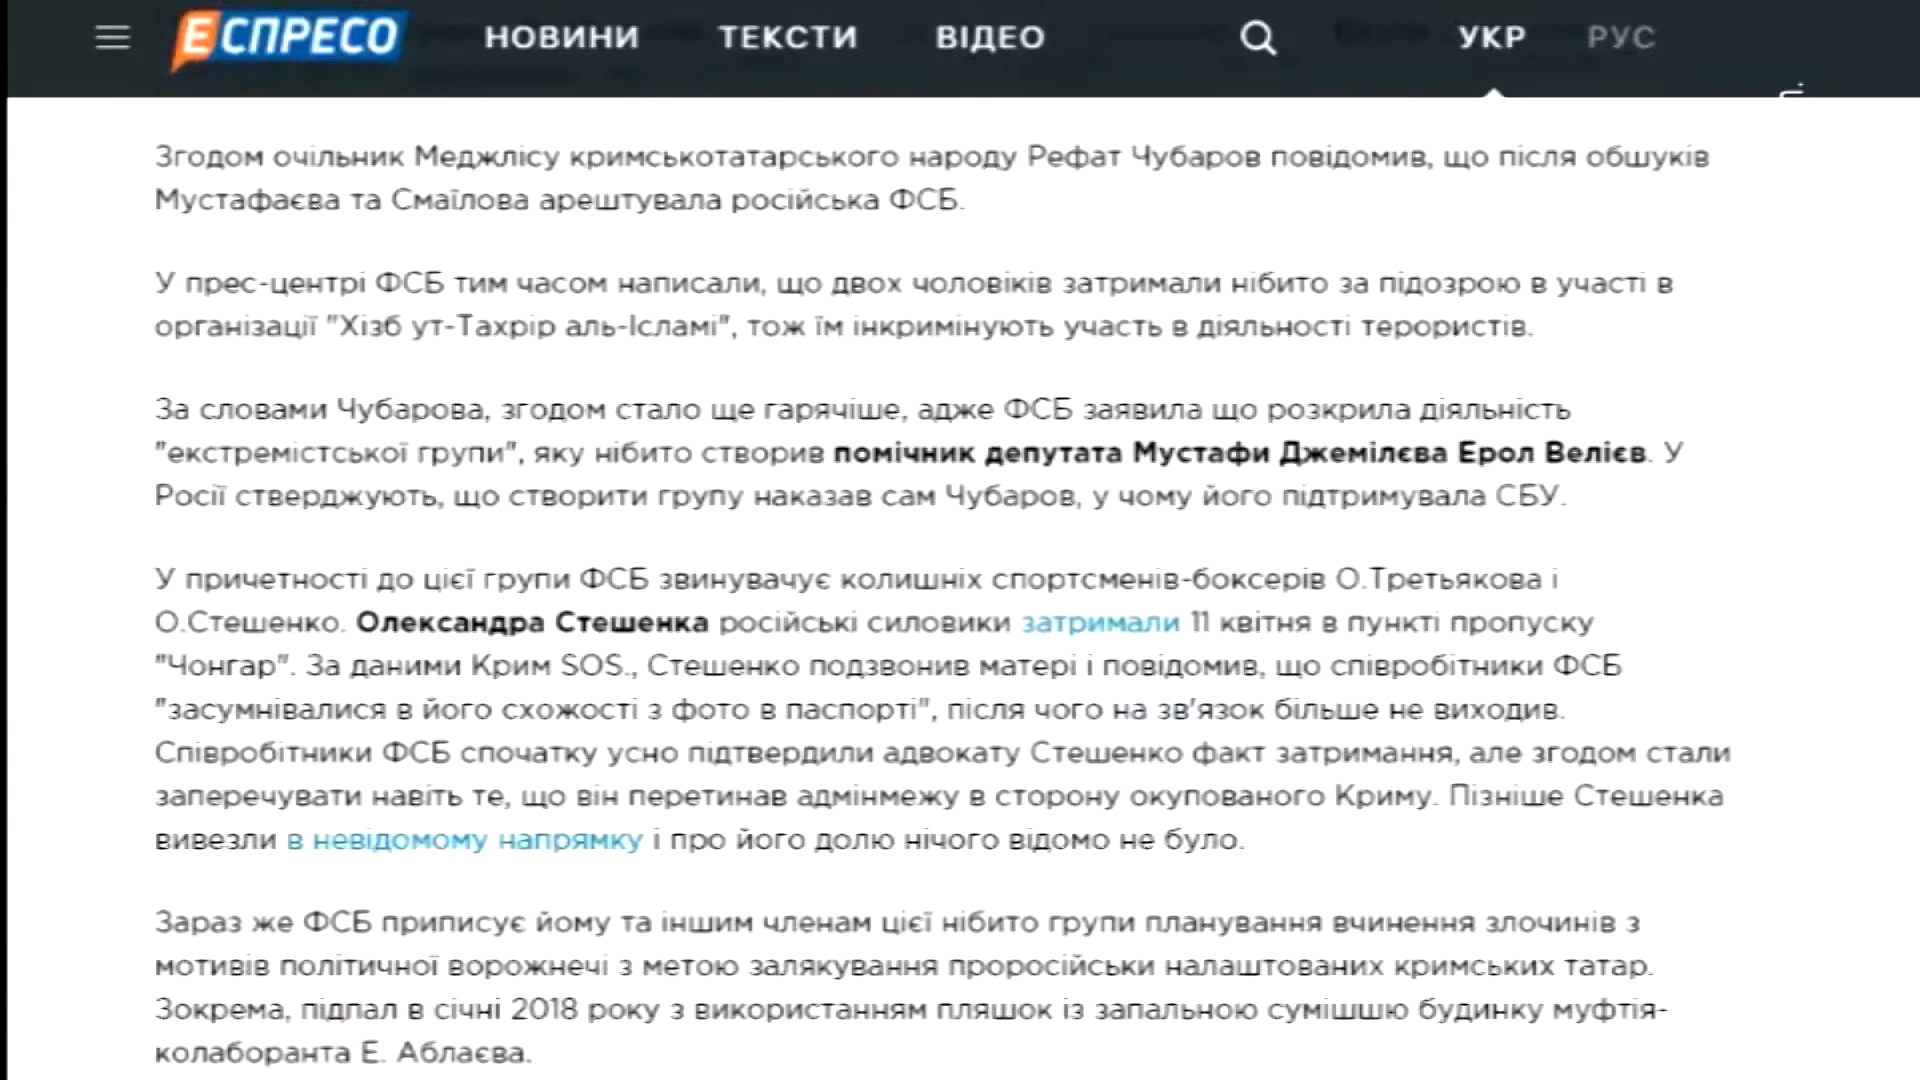 ЕСПРЕСО НОВИНИ ТЕКСТИ ВІДЕО УКР РУС
Згодом очільник Меджлісу кримськотатарського народу Рефат Чубаров повідомив, що після обшуків
Мустафаєва та Смаїлова арештувала російська ФСБ.
У прес-центрі ФСБ тим часом написали, що двох чоловіків затримали нібито за підозрою в участі в
організації "Хізб ут-Тахрір аль-Ісламі", тож їм інкримінують участь в діяльності терористів.
За словами Чубарова, згодом стало ще гарячіше, адже ФСБ заявила що розкрила діяльність
"екстремістської групи", яку нібито створив помічник депутата Мустафи Джемілєва Ерол Велієв. У
Росії стверджують, що створити групу наказав сам Чубаров, у чому його підтримувала СБУ.
У причетності до цієї групи ФСБ звинувачує колишніх спортсменів-боксерів О.Третьякова і
О.Стешенко. Олександра Стешенка російські силовики затримали 11 квітня в пункті пропуску
"Чонгар". За даними Крим SOS., Стешенко подзвонив матері і повідомив, що співробітники ФСБ
"засумнівалися в його схожості з фото в паспорті", після чого на зв'язок більше не виходив.
Співробітники ФСБ спочатку усно підтвердили адвокату Стешенко факт затримання, але згодом стали
заперечувати навіть те, що він перетинав адмінмежу в сторону окупованого Криму. Пізніше Стешенка
вивезли в невідомому напрямку і про його долю нічого відомо не було.
Зараз же ФСБ приписує йому та іншим членам цієї нібито групи планування вчинення злочинів з
мотивів політичної ворожнечі з метою залякування проросійськи налаштованих кримських татар.
Зокрема, підпал в січні 2018 року з використанням пляшок із запальною сумішшю будинку муфтія-
колаборанта Е. Аблаєва.